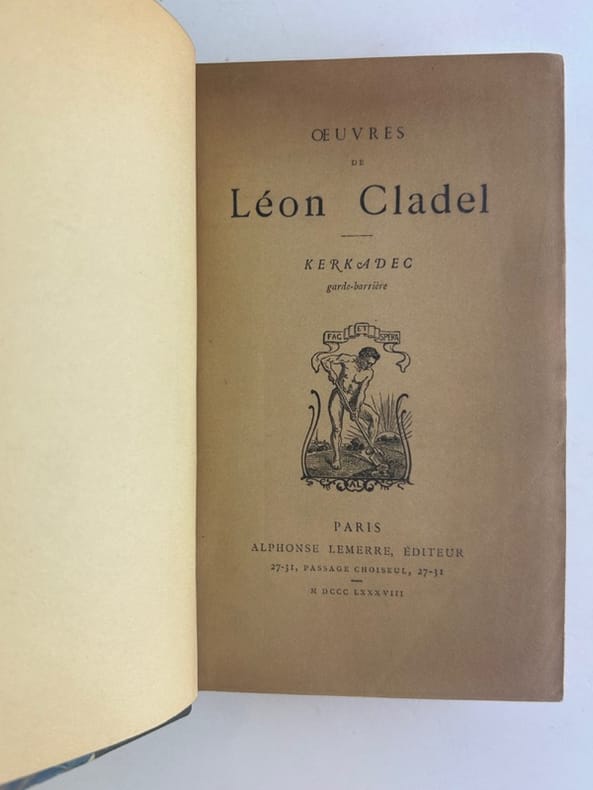 ŒUVRES
DE
Léon Cladel
KERKADEC
garde-barrière
FAC ET SPERA
AL
PARIS
ALPHONSE LEMERRE, ÉDITEUR
27-31, PASSAGE CHOISEUL, 27-31
M DCCC LXXXVIII